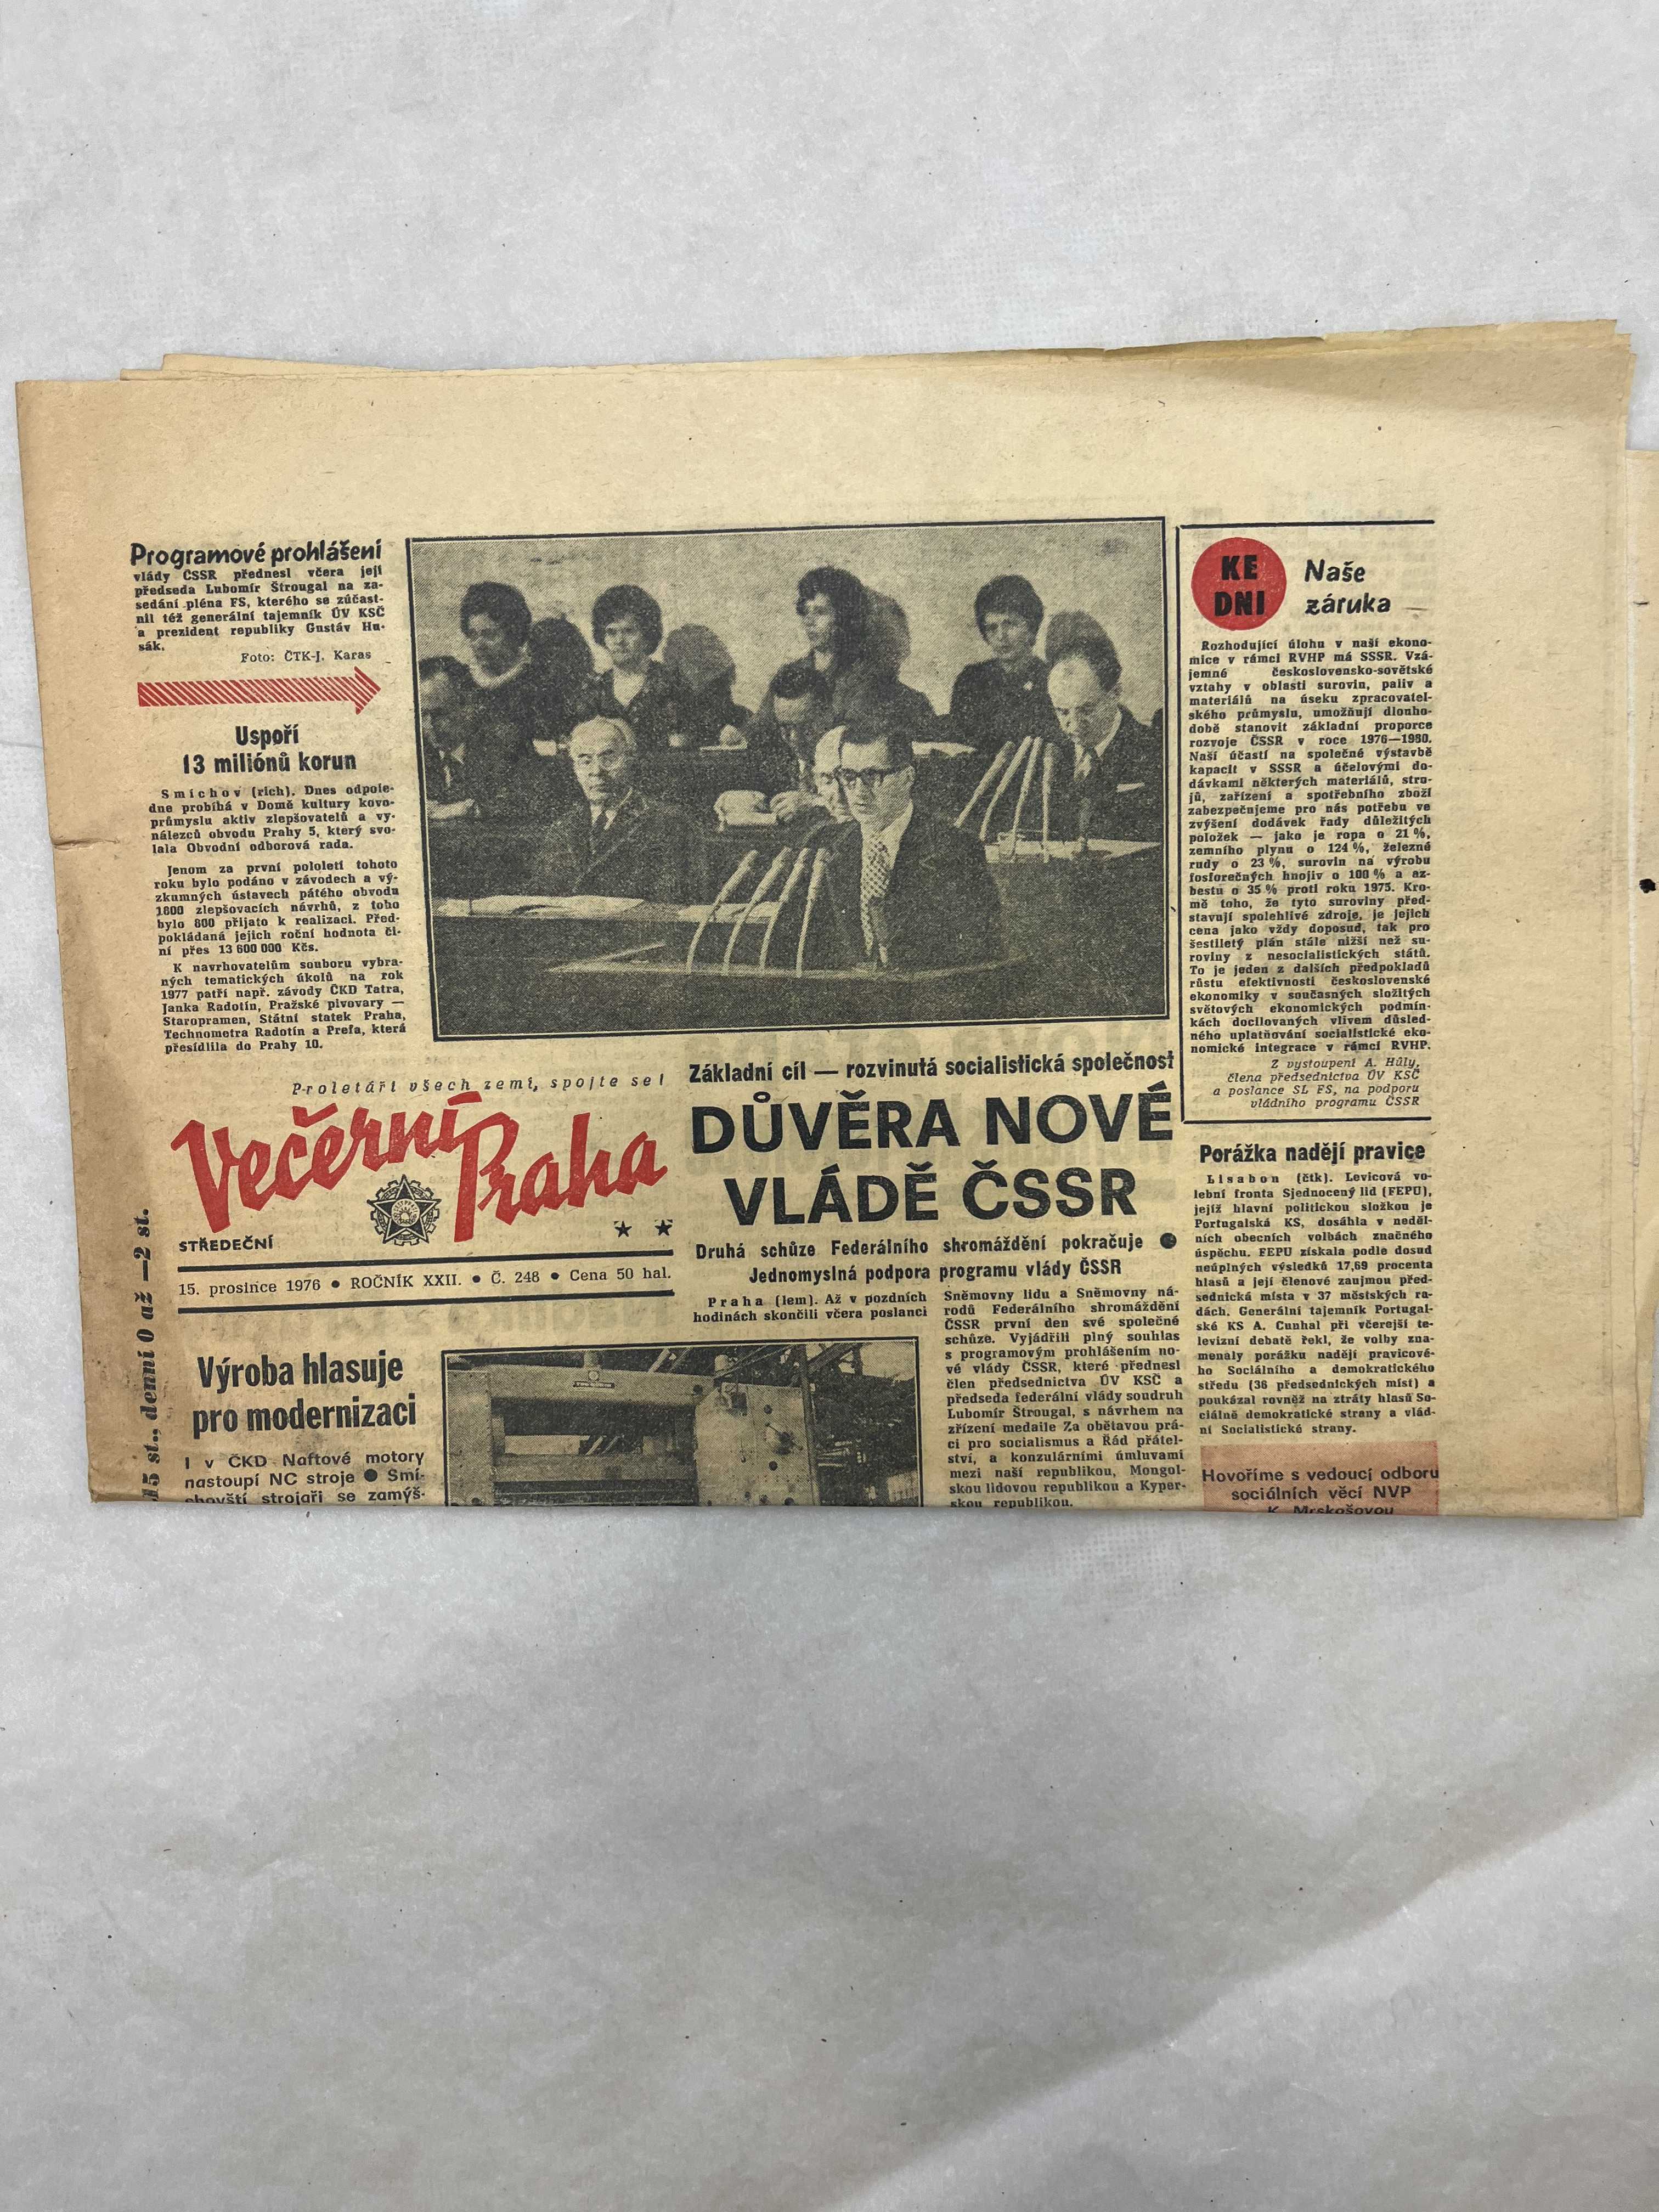 Programové prohlášení
vlády ČSSR přednesl včera její
předseda Lubomír Štrougal na za-
sedání pléna FS, kterého se zúčast-
nil též generální tajemník ÚV KSČ
a prezident republiky Gustáv Hu-
sák.
Foto: ČTK-J. Karas
Uspoří
13 miliónů korun
Smíchov (rich). Dnes odpole-
dne probíhá v Domě kultury kovo-
průmyslu aktiv zlepšovatelů a vy-
nálezců obvodu Prahy 5, který svo-
lala Obvodní odborová rada.
Jenom za první pololetí tohoto
roku bylo podáno v závodech a vý-
zkumných ústavech pátého obvodu
1600 zlepšovacích návrhů, z toho
bylo 800 přijato k realizaci. Před-
pokládaná jejich roční hodnota či-
ní přes 13 600 000 Kčs.
K navrhovatelům souboru vybra-
ných tematických úkolů na rok
1977 patří např. závody ČKD Tatra,
Janka Radotín, Pražské pivovary —
Staropramen, Státní statek Praha,
Technometra Radotín a Prefa, která
přesídlila do Prahy 10.
KE
DNI
Naše
záruka
Rozhodující úlohu v naší ekono-
mice v rámci RVHP má SSSR. Vzá-
jemné československo-sovětské
vztahy v oblasti surovin, paliv a
materiálů na úseku zpracovatel-
ského průmyslu, umožňují dlouho-
době stanovit základní proporce
rozvoje ČSSR v roce 1976—1980.
Naší účastí na společné výstavbě
kapacit v SSSR a účelovými do-
dávkami některých materiálů, stro-
jů, zařízení a spotřebního zboží
zabezpečujeme pro nás potřebu ve
zvýšení dodávek řady důležitých
položek — jako je ropa o 21 %,
zemního plynu o 124 %, železné
rudy o 23 %, surovin na výrobu
fosforečných hnojiv o 100 % a az-
bestu o 35 % proti roku 1975. Kro-
mě toho, že tyto suroviny před-
stavují spolehlivé zdroje, je jejich
cena jako vždy doposud, tak pro
šestiletý plán stále nižší než su-
roviny z nesocialistických států.
To je jeden z dalších předpokladů
růstu efektivnosti československé
ekonomiky v současných složitých
světových ekonomických podmín-
kách docilovaných vlivem důsled-
ného uplatňování socialistické eko-
nomické integrace v rámci RVHP.
Z vystoupení A. Hůly,
člena předsednictva ÚV KSČ
a poslance SL FS, na podporu
vládního programu ČSSR
Proletáři všech zemí, spojte se!
Večerní
Praha
STŘEDEČNÍ
15. prosince 1976 • ROČNÍK XXII. • Č. 248 • Cena 50 hal.
15 st., denní 0 až —2 st.
Základní cíl — rozvinutá socialistická společnost
DŮVĚRA NOVÉ
VLÁDĚ ČSSR
Druhá schůze Federálního shromáždění pokračuje ●
Jednomyslná podpora programu vlády ČSSR
Praha (lem). Až v pozdních
hodinách skončili včera poslanci
Sněmovny lidu a Sněmovny ná-
rodů Federálního shromáždění
ČSSR první den své společné
schůze. Vyjádřili plný souhlas
s programovým prohlášením no-
vé vlády ČSSR, které přednesl
člen předsednictva ÚV KSČ a
předseda federální vlády soudruh
Lubomír Štrougal, s návrhem na
zřízení medaile Za obětavou prá-
ci pro socialismus a Řád přátel-
ství, a konzulárními úmluvami
mezi naší republikou, Mongol-
skou lidovou republikou a Kyper-
skou republikou.
Výroba hlasuje
pro modernizaci
I v ČKD Naftové motory
nastoupí NC stroje ● Smí-
chovští strojaři se zamýš-
Porážka nadějí pravice
Lisabon (čtk). Levicová vo-
lební fronta Sjednocený lid (FEPU),
jejíž hlavní politickou složkou je
Portugalská KS, dosáhla v neděl-
ních obecních volbách značného
úspěchu. FEPU získala podle dosud
neúplných výsledků 17,69 procenta
hlasů a její členové zaujmou před-
sednická místa v 37 městských ra-
dách. Generální tajemník Portugal-
ské KS A. Cunhal při včerejší te-
levizní debatě řekl, že volby zna-
menaly porážku nadějí pravicové-
ho Sociálního a demokratického
středu (36 předsednických míst) a
poukázal rovněž na ztráty hlasů So-
ciálně demokratické strany a vlád-
ní Socialistické strany.
Hovoříme s vedoucí odboru
sociálních věcí NVP
K. Mrskošovou